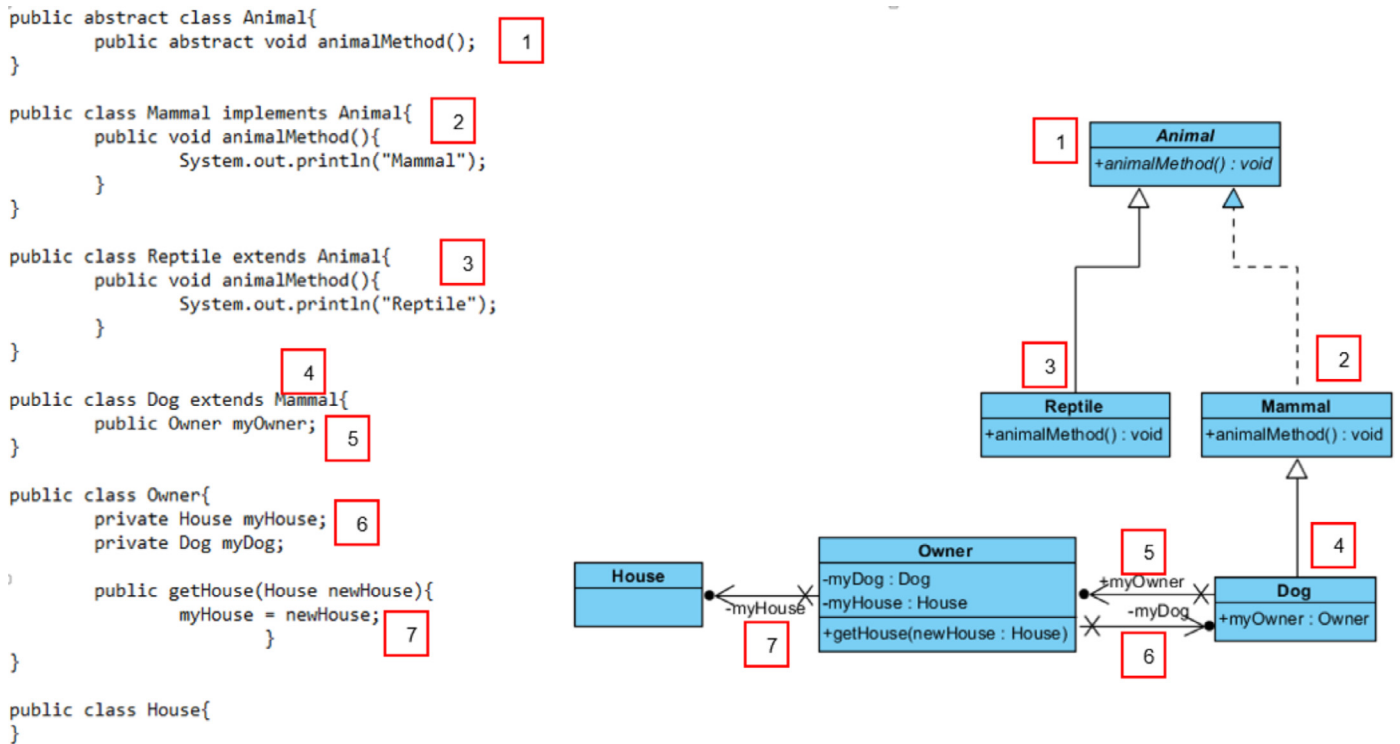 public abstract class Animal{
public abstract void animalMethod();
1
}
public class Mammal implements Animal{
2
public void animalMethod(){
System.out.println("Mammal");
}
}
public class Reptile extends Animal{
3
public void animalMethod(){
System.out.println("Reptile");
}
}
4
public class Dog extends Mammal{
public Owner myOwner;
5
}
public class Owner{
private House myHouse;
6
private Dog myDog;
public getHouse(House newHouse){
myHouse = newHouse;
7
}
}
public class House{
}
1
Animal
+animalMethod() : void
3
2
Reptile
+animalMethod() : void
Mammal
+animalMethod() : void
4
House
-myHouse
7
Owner
-myDog : Dog
-myHouse : House
+getHouse(newHouse : House)
5
+myOwner
-myDog
6
Dog
+myOwner : Owner